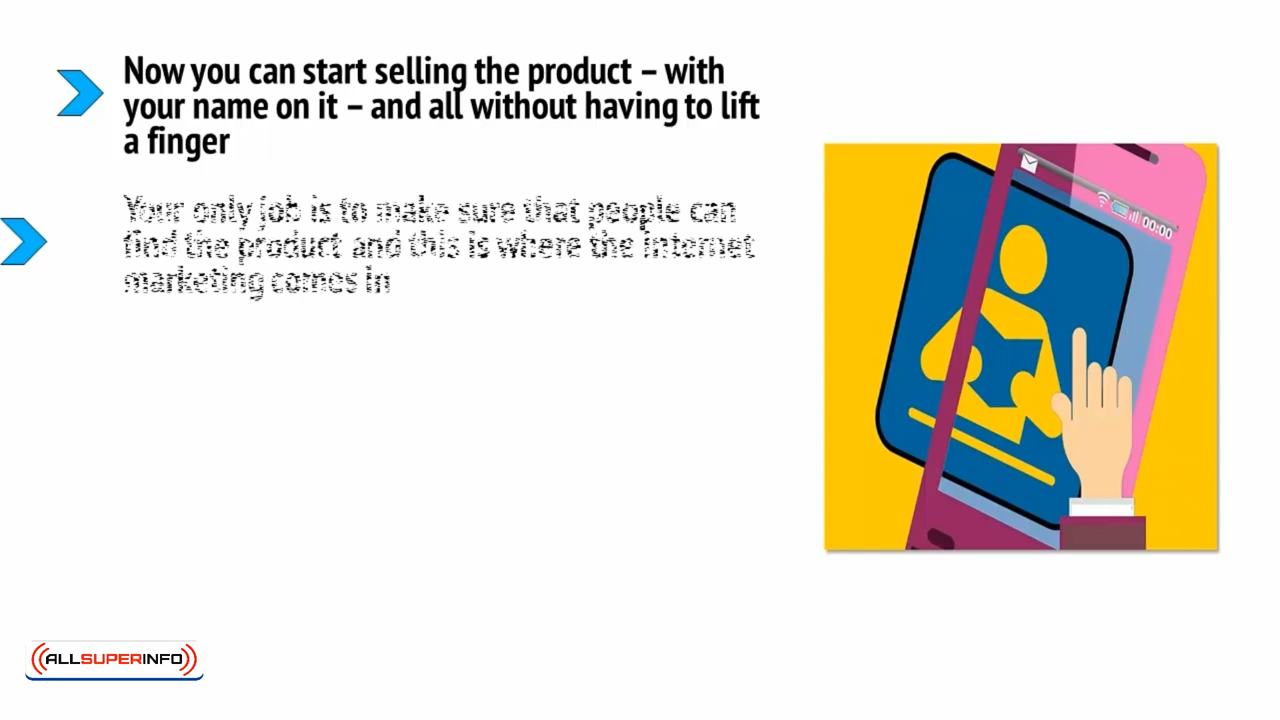 Now you can start selling the product – with
your name on it – and all without having to lift
a finger
Your only job is to make sure that people can
find the product and this is where the internet
marketing comes in
00:00
ALLSUPERINFO